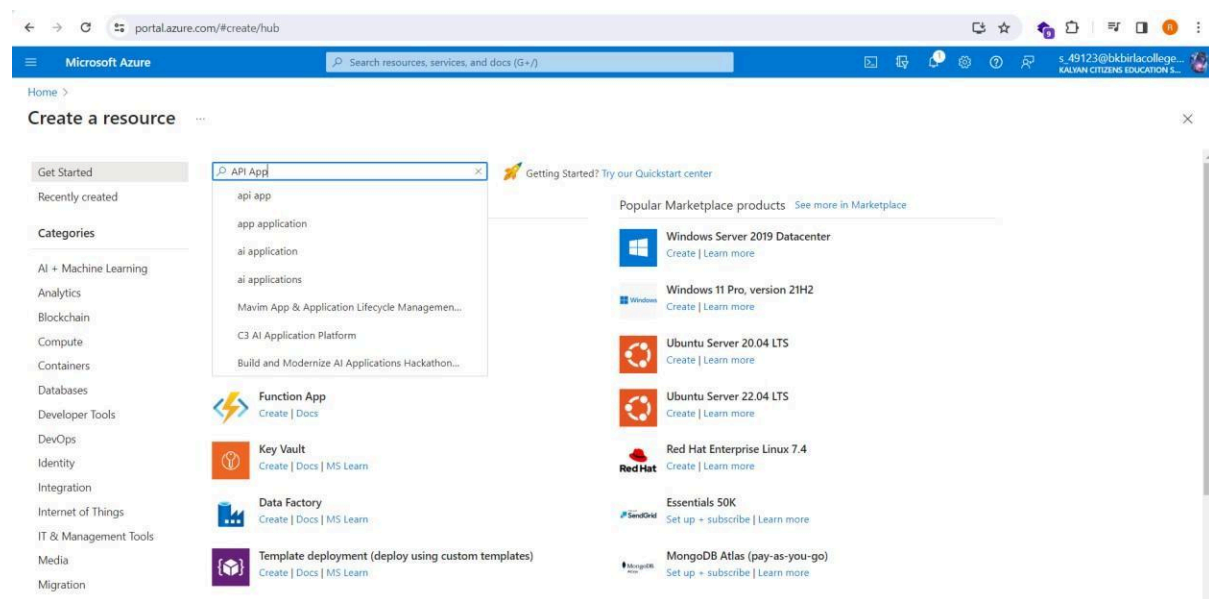 portal.azure.com/#create/hub
9
R
Microsoft Azure
Search resources, services, and docs (G+/)
1
s_49123@bkbirlacollege...
KALYAN CITIZENS EDUCATION S...
Home >
Create a resource ...
Get Started
Recently created
Categories
AI + Machine Learning
Analytics
Blockchain
Compute
Containers
Databases
Developer Tools
DevOps
Identity
Integration
Internet of Things
IT & Management Tools
Media
Migration
API App
api app
app application
ai application
ai applications
Mavim App & Application Lifecycle Managemen...
C3 AI Application Platform
Build and Modernize AI Applications Hackathon...
Function App
Create | Docs
Key Vault
Create | Docs | MS Learn
Data Factory
Create | Docs | MS Learn
Template deployment (deploy using custom templates)
Create | Docs | MS Learn
Getting Started? Try our Quickstart center
Popular Marketplace products See more in Marketplace
Windows Server 2019 Datacenter
Create | Learn more
Windows
Windows 11 Pro, version 21H2
Create | Learn more
Ubuntu Server 20.04 LTS
Create | Learn more
Ubuntu Server 22.04 LTS
Create | Learn more
Red Hat
Red Hat Enterprise Linux 7.4
Create | Learn more
SendGrid
Essentials 50K
Set up + subscribe | Learn more
MongoDB
MongoDB Atlas (pay-as-you-go)
Set up + subscribe | Learn more